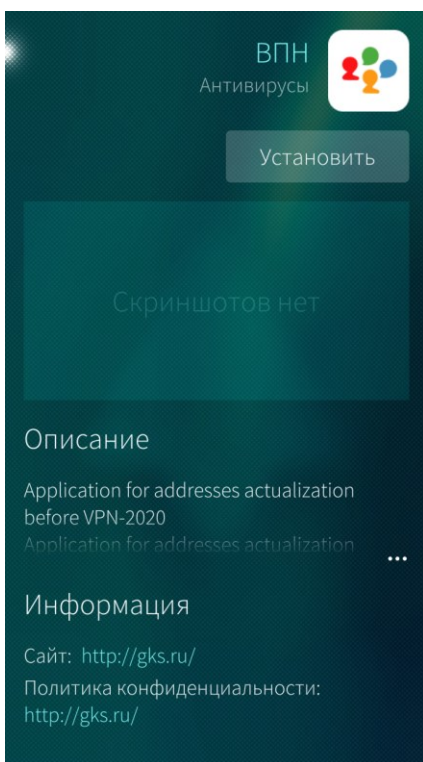 ВПН
Антивирусы
Установить
Скриншотов нет
Описание
Application for addresses actualization
before VPN-2020
Application for addresses actualization
...
Информация
Сайт: http://gks.ru/
Политика конфиденциальности:
http://gks.ru/